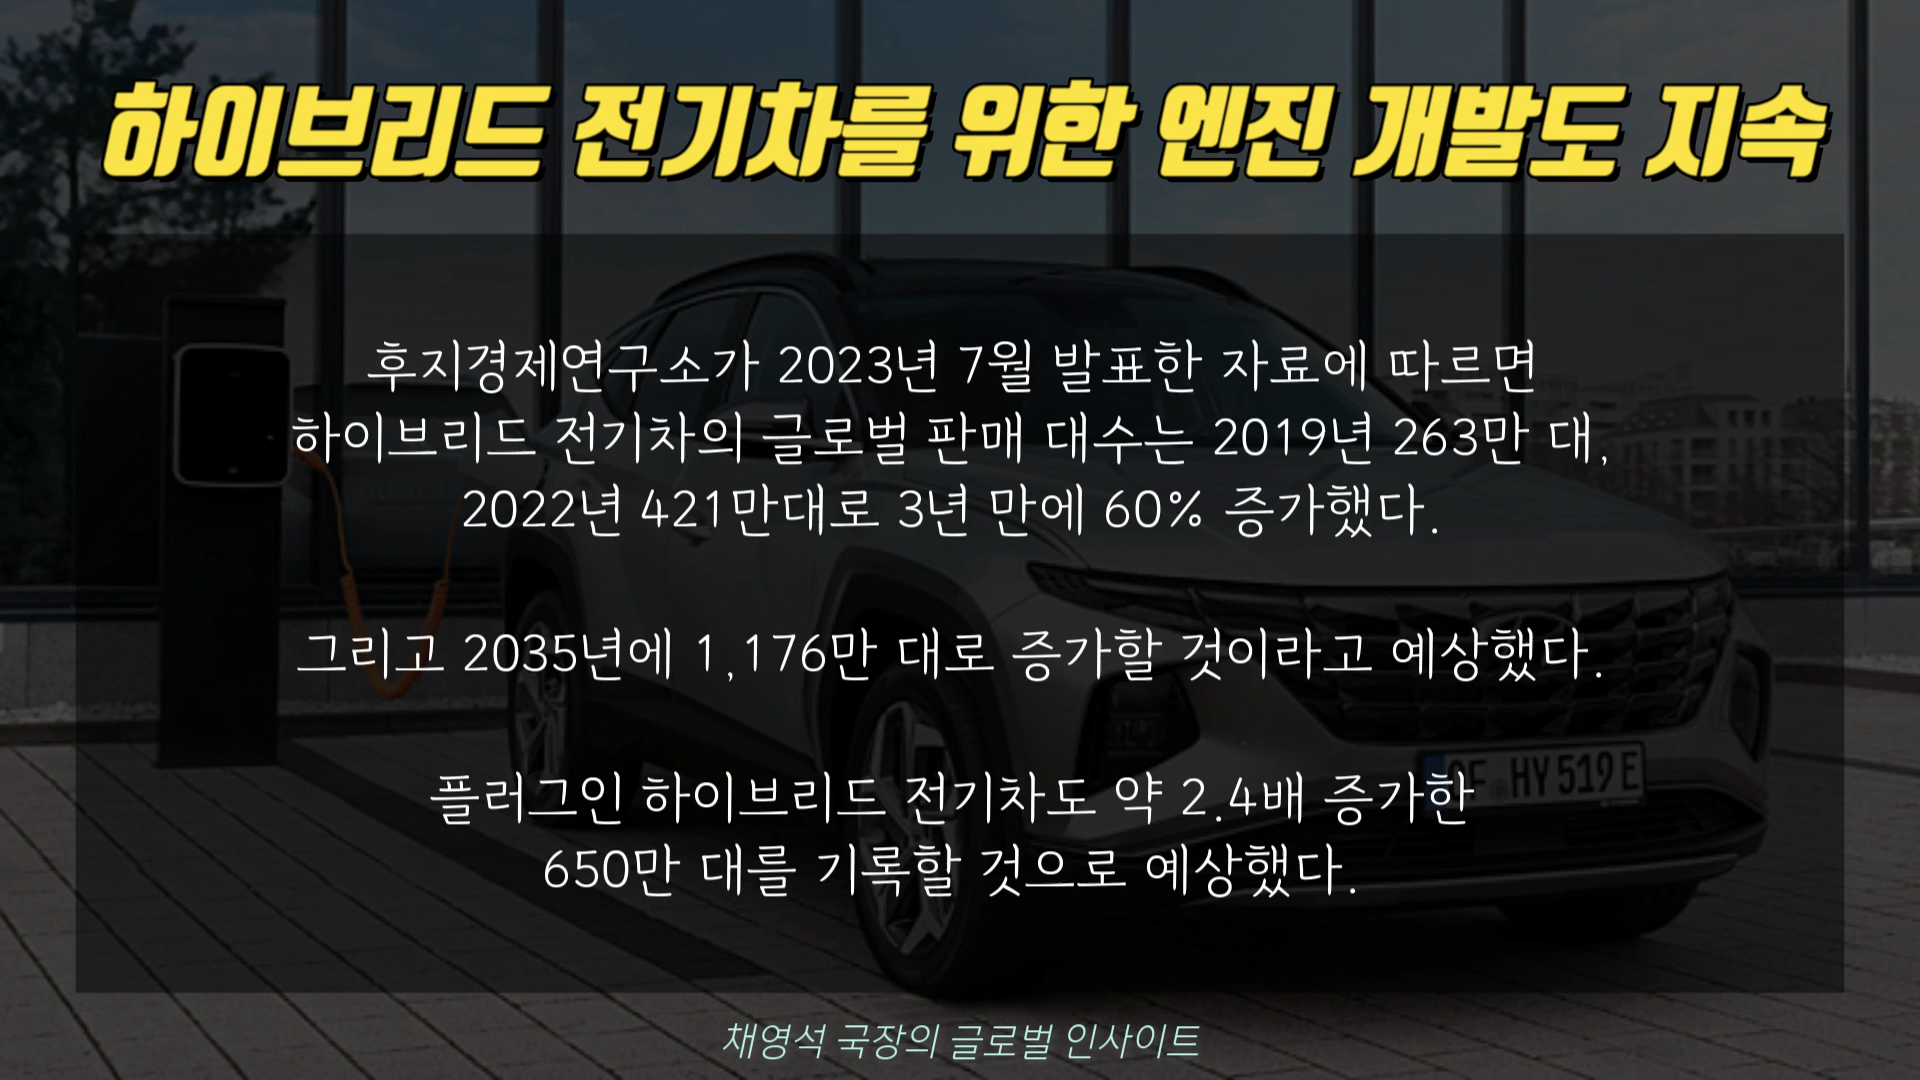 하이브리드 전기차를 위한 엔진 개발도 지속
후지경제연구소가 2023년 7월 발표한 자료에 따르면
하이브리드 전기차의 글로벌 판매 대수는 2019년 263만 대,
2022년 421만대로 3년 만에 60% 증가했다.
그리고 2035년에 1,176만 대로 증가할 것이라고 예상했다.
플러그인 하이브리드 전기차도 약 2.4배 증가한
650만 대를 기록할 것으로 예상했다.
HY 519 E
채영석 국장의 글로벌 인사이트